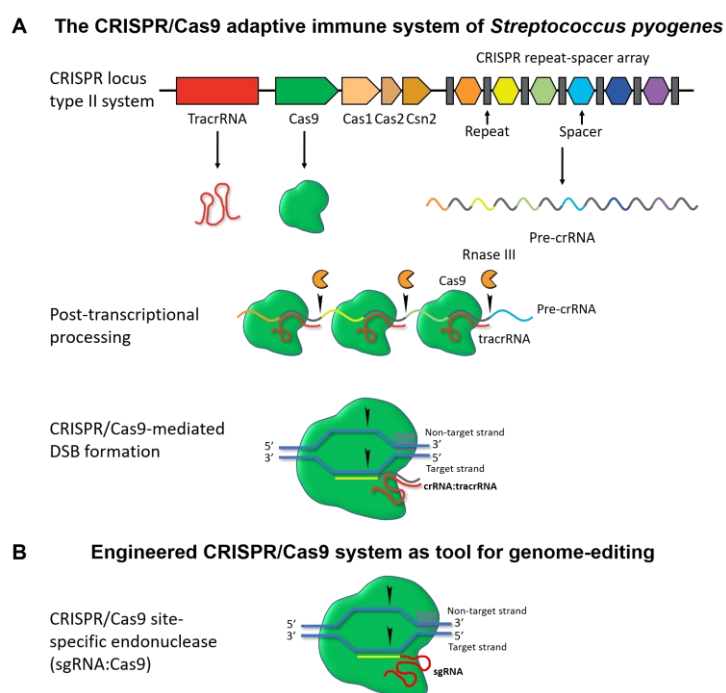 A The CRISPR/Cas9 adaptive immune system of Streptococcus pyogenes
CRISPR repeat-spacer array
CRISPR locus
type II system
TracrRNA
Cas9
Cas1
Cas2
Csn2
Repeat
Spacer
Pre-crRNA
Rnase III
Cas9
Post-transcriptional
processing
Pre-crRNA
tracrRNA
CRISPR/Cas9-mediated
DSB formation
Non-target strand
5’
3’
3’
5’
Target strand
crRNA:tracrRNA
B Engineered CRISPR/Cas9 system as tool for genome-editing
CRISPR/Cas9 site-
specific endonuclease
(sgRNA:Cas9)
Non-target strand
5’
3’
3’
5’
Target strand
sgRNA